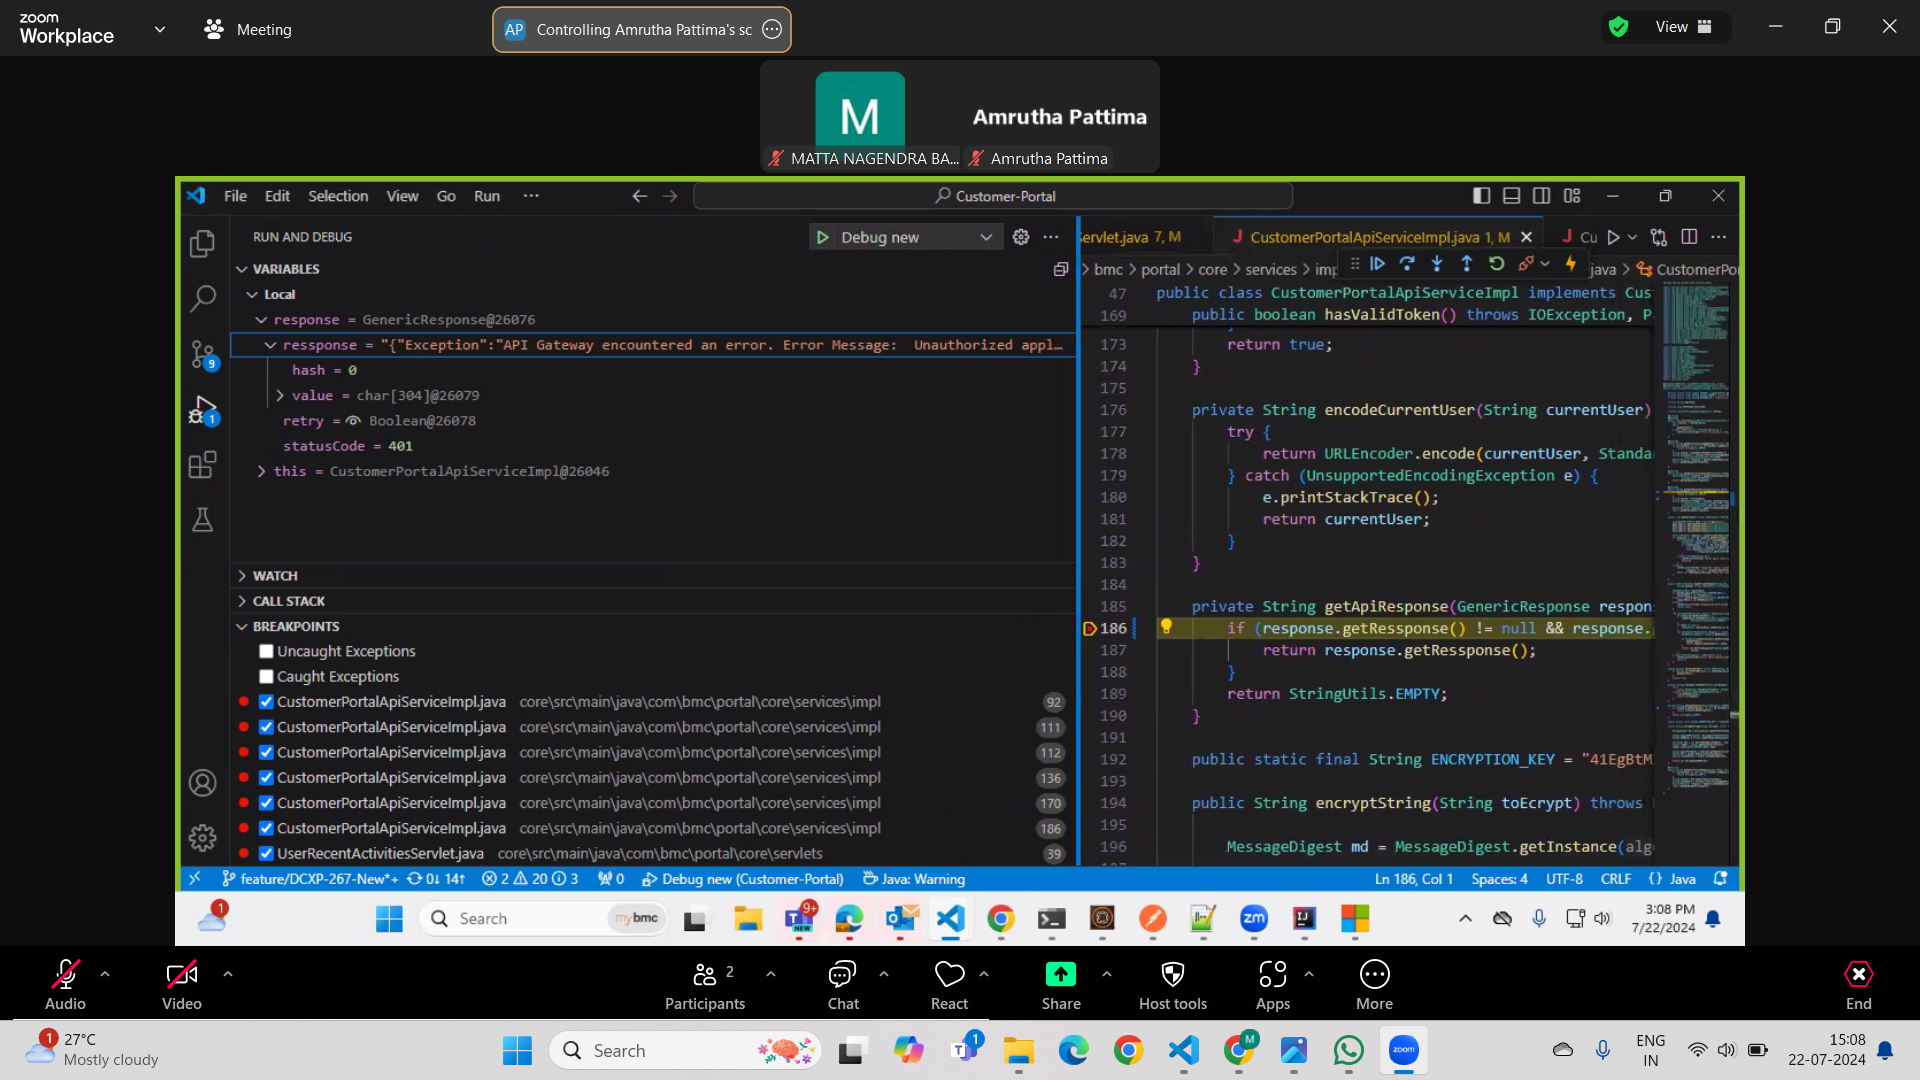 zoom
Workplace
Meeting
AP Controlling Amrutha Pattima's sc
View
M
Amrutha Pattima
MATTA NAGENDRA BA...
Amrutha Pattima
File Edit Selection View Go Run ···
Customer-Portal
RUN AND DEBUG
Debug new
Servlet.java 7, M
CustomerPortalApiServiceImpl.java 1, M
Cu
VARIABLES
bmc > portal > core > services > imp
java > CustomerPo
Local
response = GenericResponse@26076
ressponse = "{"Exception":"API Gateway encountered an error. Error Message:  Unauthorized appl…
hash = 0
value = char[304]@26079
retry = Boolean@26078
statusCode = 401
this = CustomerPortalApiServiceImpl@26046
WATCH
CALL STACK
BREAKPOINTS
Uncaught Exceptions
Caught Exceptions
CustomerPortalApiServiceImpl.java core\src\main\java\com\bmc\portal\core\services\impl 92
CustomerPortalApiServiceImpl.java core\src\main\java\com\bmc\portal\core\services\impl 111
CustomerPortalApiServiceImpl.java core\src\main\java\com\bmc\portal\core\services\impl 112
CustomerPortalApiServiceImpl.java core\src\main\java\com\bmc\portal\core\services\impl 136
CustomerPortalApiServiceImpl.java core\src\main\java\com\bmc\portal\core\services\impl 170
CustomerPortalApiServiceImpl.java core\src\main\java\com\bmc\portal\core\services\impl 186
UserRecentActivitiesServlet.java core\src\main\java\com\bmc\portal\core\servlets 39
9
1
47 public class CustomerPortalApiServiceImpl implements Cus
169 public boolean hasValidToken() throws IOException, P
173 return true;
174 }
175
176 private String encodeCurrentUser(String currentUser)
177 try {
178 return URLEncoder.encode(currentUser, Standa
179 } catch (UnsupportedEncodingException e) {
180 e.printStackTrace();
181 return currentUser;
182 }
183 }
184
185 private String getApiResponse(GenericResponse respon
186 if (response.getRessponse() != null && response.
187 return response.getRessponse();
188 }
189 return StringUtils.EMPTY;
190 }
191
192 public static final String ENCRYPTION_KEY = "41EgBtM
193
194 public String encryptString(String toEcrypt) throws
195
196 MessageDigest md = MessageDigest.getInstance(alg
feature/DCXP-267-New*+ 0↓ 14↑ 2 20 3 0 Debug new (Customer-Portal) Java: Warning
Ln 186, Col 1 Spaces: 4 UTF-8 CRLF {} Java
1
Search
my bmc
9+
NEW
zm
3:08 PM
7/22/2024
Audio
Video
Participants 2
Chat
React
Share
Host tools
Apps
More
End
1
27°C
Mostly cloudy
Search
1
M
zoom
ENG
IN
15:08
22-07-2024